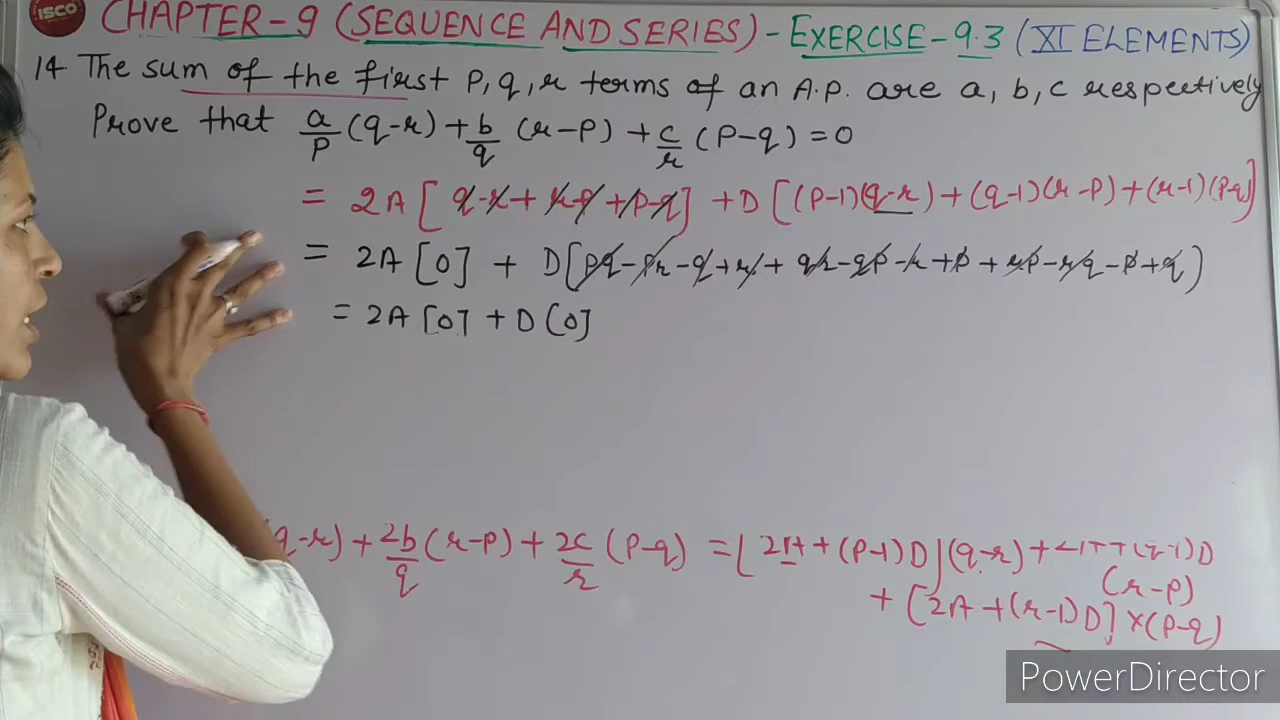 ISCO
CHAPTER-9 (SEQUENCE AND SERIES) - EXERCISE-9.3 (XI ELEMENTS)
14. The sum of the first P, q, r terms of an A.P. are a, b, c respectively
Prove that a/P (q-r) + b/q (r-P) + c/r (P-q) = 0
= 2A [q-r+r-p+p-q] + D [(P-1)(q-r) + (q-1)(r-P) + (r-1)(P-q)]
= 2A [0] + D [pq-pr-q+r+qr-qp-r+p+rp-rq-p+q)
= 2A [0] + D [0]
q-r) + 2b/q (r-p) + 2c/r (P-q) = [2A + (P-1) D] (q-r) + (q-1) D
(r-P)
+ [2A + (r-1) D] x (P-q)
PowerDirector